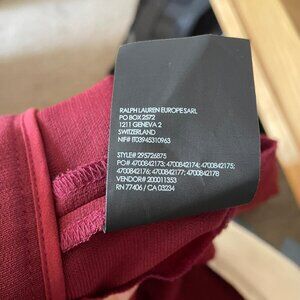 RALPH LAUREN EUROPE SARL
PO BOX 2572
1211 GENEVA 2
SWITZERLAND
NIF# IT03945310963
STYLE# 295726875
PO# 4700842173; 4700842174; 4700842175;
4700842176; 4700842177; 4700842178
VENDOR# 200011353
RN 77406 / CA 03234